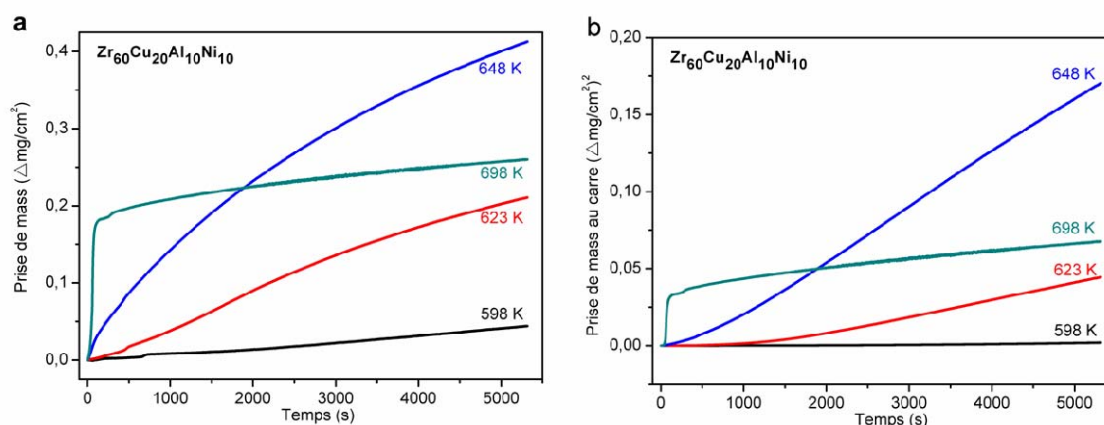 a
Zr60Cu20Al10Ni10
Prise de mass (△mg/cm²)
0,4
0,3
0,2
0,1
0,0
648 K
698 K
623 K
598 K
0 1000 2000 3000 4000 5000
Temps (s)
b
Zr60Cu20Al10Ni10
Prise de mass au carre (△mg/cm)²
0,20
0,15
0,10
0,05
0,00
648 K
698 K
623 K
598 K
0 1000 2000 3000 4000 5000
Temps (s)